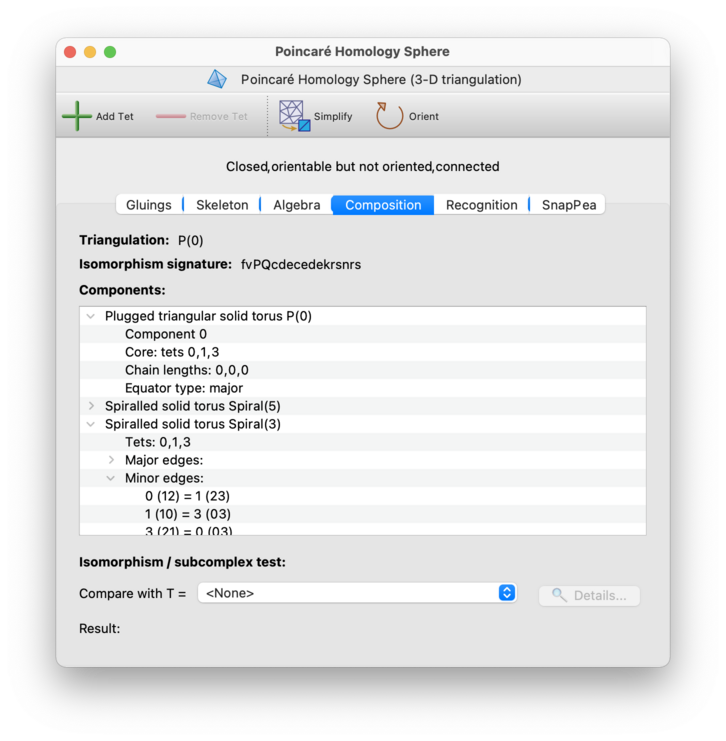 Poincaré Homology Sphere
Poincaré Homology Sphere (3-D triangulation)
Add Tet Remove Tet Simplify Orient
Closed,orientable but not oriented,connected
Gluings Skeleton Algebra Composition Recognition SnapPea
Triangulation: P(0)
Isomorphism signature: fvPQcdecedekrsnrs
Components:
Plugged triangular solid torus P(0)
Component 0
Core: tets 0,1,3
Chain lengths: 0,0,0
Equator type: major
Spiralled solid torus Spiral(5)
Spiralled solid torus Spiral(3)
Tets: 0,1,3
Major edges:
Minor edges:
0 (12) = 1 (23)
1 (10) = 3 (03)
3 (21) = 0 (03)
Isomorphism / subcomplex test:
Compare with T = <None> Details...
Result: